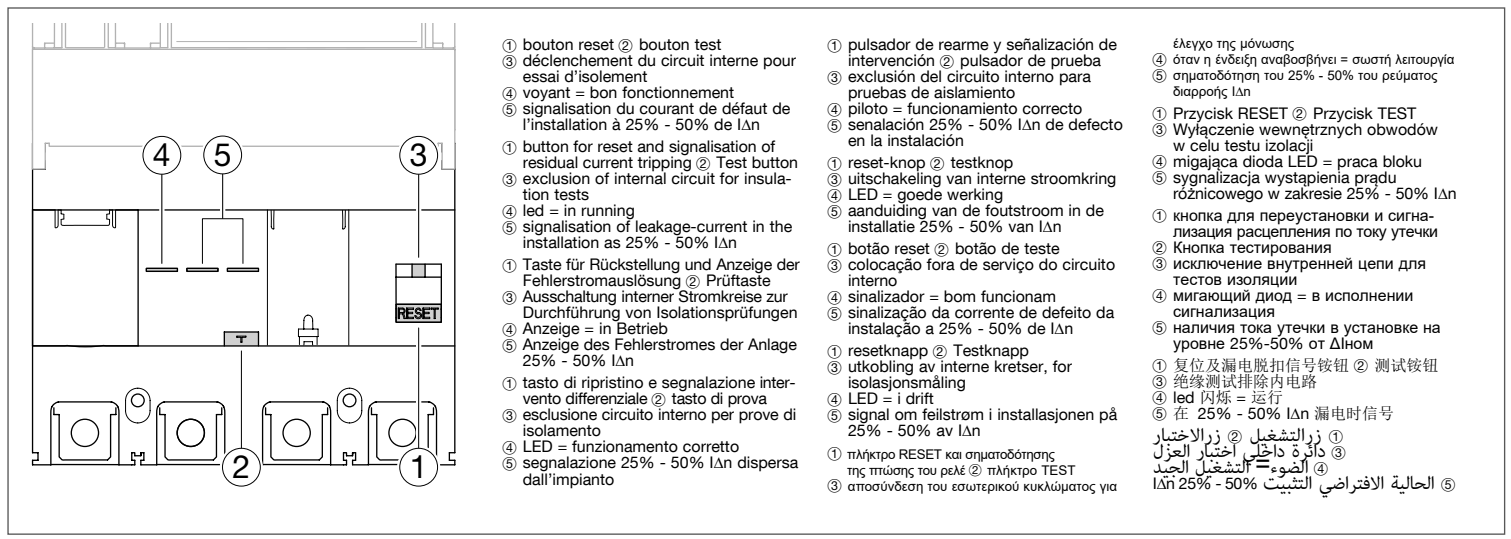 ④
⑤
③
RESET
T
②
①
① bouton reset ② bouton test
③ déclenchement du circuit interne pour
essai d'isolement
④ voyant = bon fonctionnement
⑤ signalisation du courant de défaut de
l'installation à 25% - 50% de I∆n
① button for reset and signalisation of
residual current tripping ② Test button
③ exclusion of internal circuit for insula-
tion tests
④ led = in running
⑤ signalisation of leakage-current in the
installation as 25% - 50% I∆n
① Taste für Rückstellung und Anzeige der
Fehlerstromauslösung ② Prüftaste
③ Ausschaltung interner Stromkreise zur
Durchführung von Isolationsprüfungen
④ Anzeige = in Betrieb
⑤ Anzeige des Fehlerstromes der Anlage
25% - 50% I∆n
① tasto di ripristino e segnalazione inter-
vento differenziale ② tasto di prova
③ esclusione circuito interno per prove di
isolamento
④ LED = funzionamento corretto
⑤ segnalazione 25% - 50% I∆n dispersa
dall'impianto
① pulsador de rearme y señalización de
intervención ② pulsador de prueba
③ exclusión del circuito interno para
pruebas de aislamiento
④ piloto = funcionamiento correcto
⑤ senalación 25% - 50% I∆n de defecto
en la instalación
① reset-knop ② testknop
③ uitschakeling van interne stroomkring
④ LED = goede werking
⑤ aanduiding van de foutstroom in de
installatie 25% - 50% van I∆n
① botão reset ② botão de teste
③ colocação fora de serviço do circuito
interno
④ sinalizador = bom funcionam
⑤ sinalização da corrente de defeito da
instalação a 25% - 50% de I∆n
① resetknapp ② Testknapp
③ utkobling av interne kretser, for
isolasjonsmåling
④ LED = i drift
⑤ signal om feilstrøm i installasjonen på
25% - 50% av I∆n
① πλήκτρο RESET και σηματοδότησης
της πτώσης του ρελέ ② πλήκτρο TEST
③ αποσύνδεση του εσωτερικού κυκλώματος για
έλεγχο της μόνωσης
④ όταν η ένδειξη αναβοσβήνει = σωστή λειτουργία
⑤ σηματοδότηση του 25% - 50% του ρεύματος
διαρροής I∆n
① Przycisk RESET ② Przycisk TEST
③ Wyłączenie wewnętrznych obwodów
w celu testu izolacji
④ migająca dioda LED = praca bloku
⑤ sygnalizacja wystąpienia prądu
różnicowego w zakresie 25% - 50% I∆n
① кнопка для переустановки и сигна-
лизация расцепления по току утечки
② Кнопка тестирования
③ исключение внутренней цепи для
тестов изоляции
④ мигающий диод = в исполнении
сигнализация
⑤ наличия тока утечки в установке на
уровне 25%-50% от ∆Iном
① 复位及漏电脱扣信号按钮 ② 测试铵钮
③ 绝缘测试排除内电路
④ led 闪烁 = 运行
⑤ 在 25% - 50% I∆n 漏电时信号
① زرالتشغيل ② زرالاختبار
③ دائرة داخلي اختبار العزل
④ الضوء= التشغيل الجيد
⑤ الحالية الافتراضي التثبيت 50% - 25% I∆n